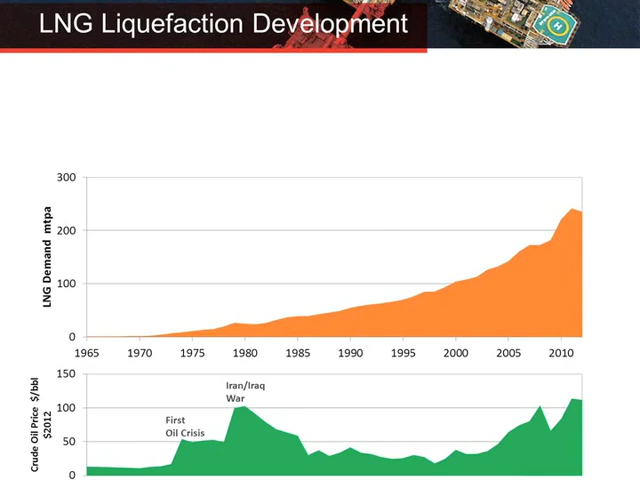 LNG Liquefaction Development
H
LNG Demand mtpa
300
200
100
0
1965 1970 1975 1980 1985 1990 1995 2000 2005 2010
Crude Oil Price $/bbl
$2012
150
100
50
0
First
Oil Crisis
Iran/Iraq
War